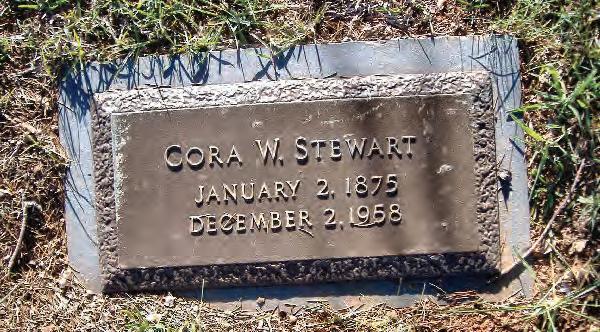 CORA W. STEWART
JANUARY 2, 1875
DECEMBER 2, 1958